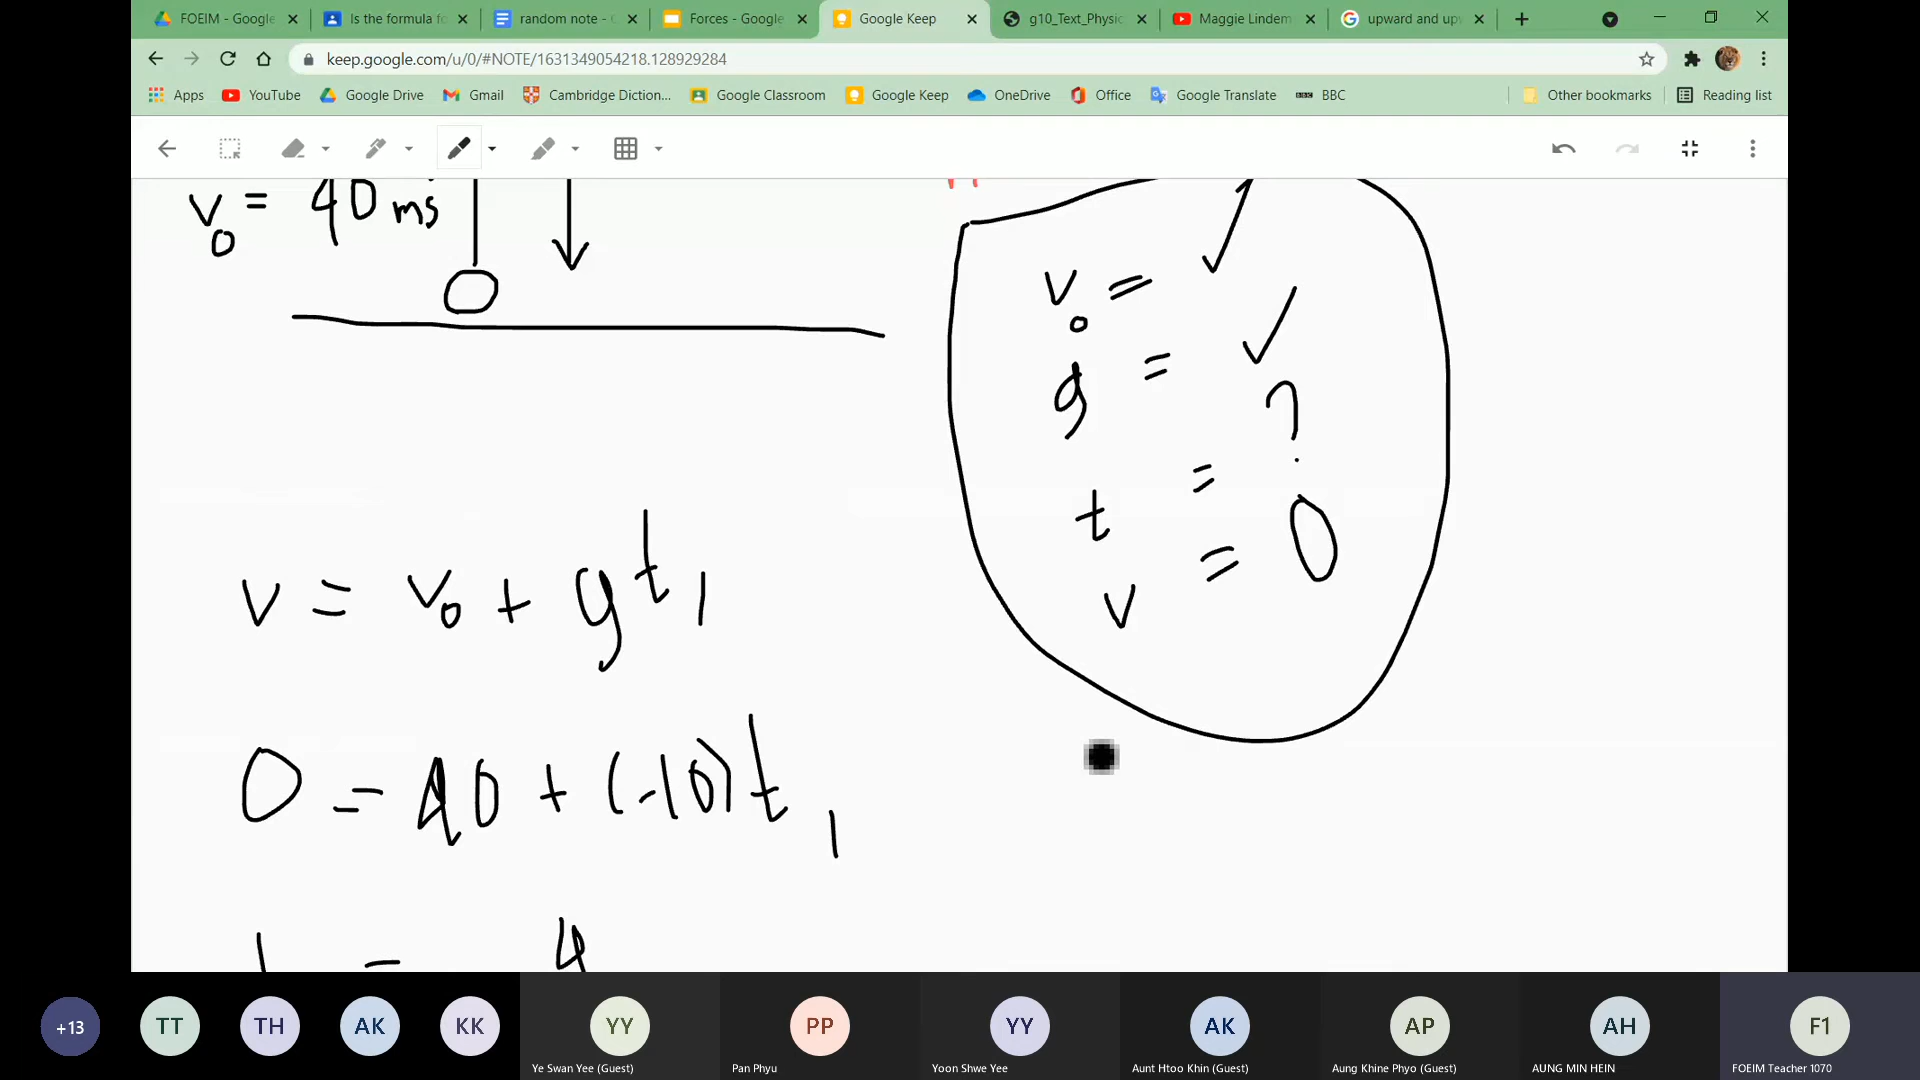 FOEIM - Google
Is the formula fo
random note - G
Forces - Google
Google Keep
g10_Text_Physic
Maggie Lindem
upward and upw
keep.google.com/u/0/#NOTE/1631349054218.128929284
Apps
YouTube
Google Drive
Gmail
Cambridge Diction...
Google Classroom
Google Keep
OneDrive
Office
Google Translate
BBC
Other bookmarks
Reading list
v₀ = 40 ms
v₀ = ✓
g = ✓
t = ?
v = 0
v = v₀ + gt₁
0 = 40 + (-10)t₁
= 4
+13
TT
TH
AK
KK
YY
Ye Swan Yee (Guest)
PP
Pan Phyu
YY
Yoon Shwe Yee
AK
Aunt Htoo Khin (Guest)
AP
Aung Khine Phyo (Guest)
AH
AUNG MIN HEIN
F1
FOEIM Teacher 1070